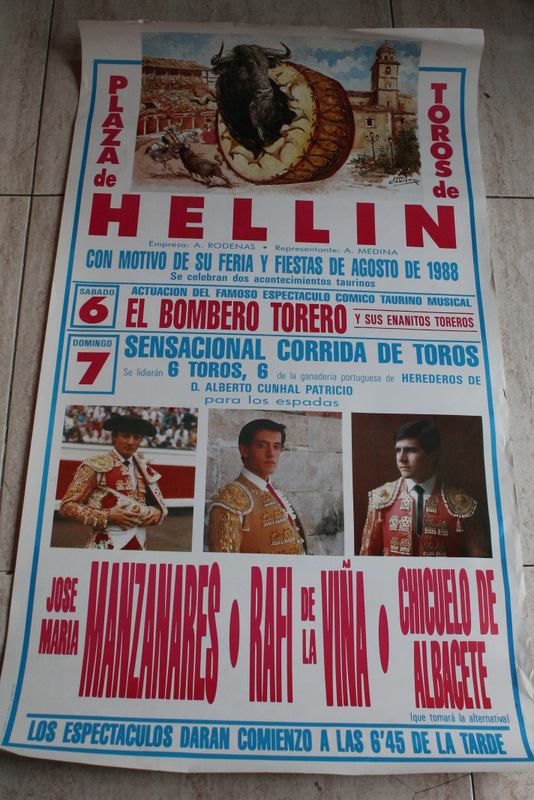 PLAZA de
TOROS de
HELLIN
Empresa: A. RODENAS • Representante: A. MEDINA
CON MOTIVO DE SU FERIA Y FIESTAS DE AGOSTO DE 1988
Se celebran dos acontecimientos taurinos
SABADO
6
ACTUACION DEL FAMOSO ESPECTACULO COMICO TAURINO MUSICAL
EL BOMBERO TORERO Y SUS ENANITOS TOREROS
DOMINGO
7
SENSACIONAL CORRIDA DE TOROS
Se lidiarán 6 TOROS, 6 de la ganadería portuguesa de HEREDEROS DE
D. ALBERTO CUNHAL PATRICIO
para los espadas
JOSE MARIA MANZANARES • RAFI DE LA VIÑA • CHICUELO DE ALBACETE
(que tomará la alternativa)
LOS ESPECTACULOS DARAN COMIENZO A LAS 6'45 DE LA TARDE